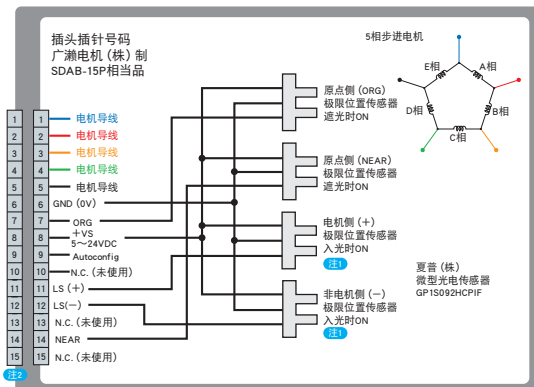 插头插针号码
广濑电机（株）制
SDAB-15P相当品
5相步进电机
E相
A相
D相
B相
C相
原点侧（ORG）
极限位置传感器
遮光时ON
原点侧（NEAR）
极限位置传感器
遮光时ON
电机侧（+）
极限位置传感器
入光时ON
注1
非电机侧（−）
极限位置传感器
入光时ON
注1
夏普（株）
微型光电传感器
GP1S092HCPIF
1 1 电机导线
2 2 电机导线
3 3 电机导线
4 4 电机导线
5 5 电机导线
6 6 GND（0V）
7 7 ORG
8 8 +VS
5～24VDC
9 9 Autoconfig
10 10 N.C.（未使用）
11 11 LS（+）
12 12 LS(−)
13 13 N.C.（未使用）
14 14 NEAR
15 15 N.C.（未使用）
注2